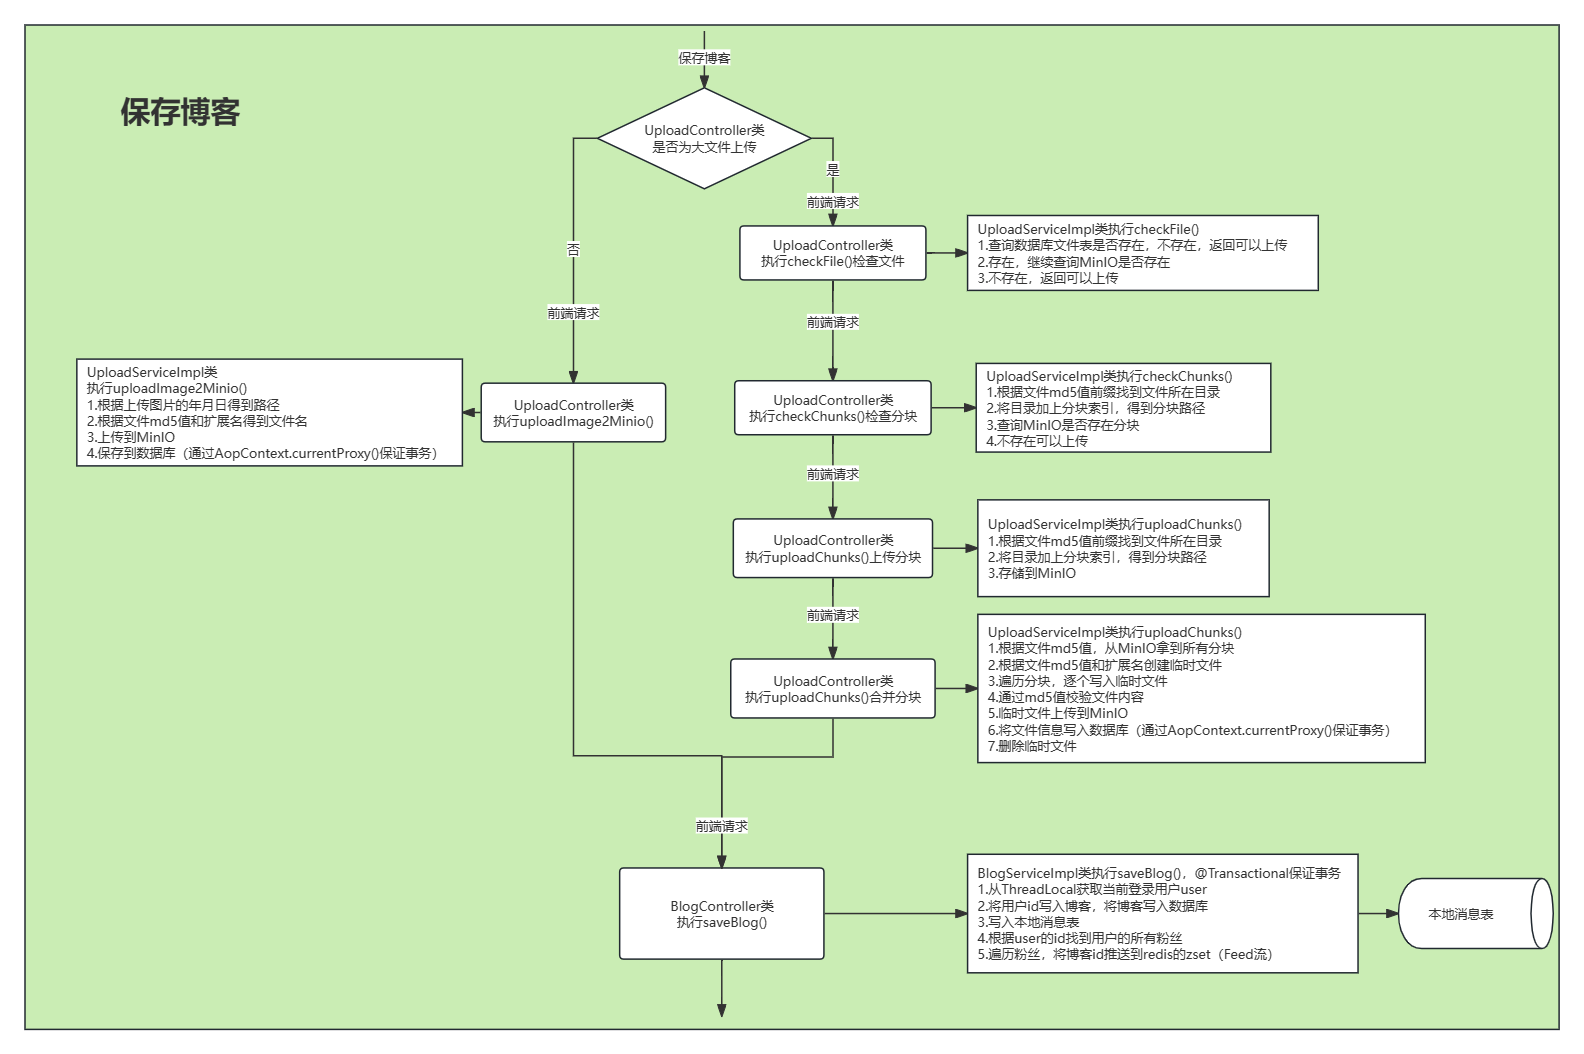 保存博客
保存博客
UploadController类
是否为大文件上传
是
否
前端请求
UploadController类
执行checkFile()检查文件
UploadServiceImpl类执行checkFile()
1.查询数据库文件表是否存在，不存在，返回可以上传
2.存在，继续查询MinIO是否存在
3.不存在，返回可以上传
前端请求
前端请求
UploadServiceImpl类
执行uploadImage2Minio()
1.根据上传图片的年月日得到路径
2.根据文件md5值和扩展名得到文件名
3.上传到MinIO
4.保存到数据库（通过AopContext.currentProxy()保证事务）
UploadController类
执行uploadImage2Minio()
UploadController类
执行checkChunks()检查分块
UploadServiceImpl类执行checkChunks()
1.根据文件md5值前缀找到文件所在目录
2.将目录加上分块索引，得到分块路径
3.查询MinIO是否存在分块
4.不存在可以上传
前端请求
UploadController类
执行uploadChunks()上传分块
UploadServiceImpl类执行uploadChunks()
1.根据文件md5值前缀找到文件所在目录
2.将目录加上分块索引，得到分块路径
3.存储到MinIO
前端请求
UploadController类
执行uploadChunks()合并分块
UploadServiceImpl类执行uploadChunks()
1.根据文件md5值，从MinIO拿到所有分块
2.根据文件md5值和扩展名创建临时文件
3.遍历分块，逐个写入临时文件
4.通过md5值校验文件内容
5.临时文件上传到MinIO
6.将文件信息写入数据库（通过AopContext.currentProxy()保证事务）
7.删除临时文件
前端请求
BlogController类
执行saveBlog()
BlogServiceImpl类执行saveBlog()，@Transactional保证事务
1.从ThreadLocal获取当前登录用户user
2.将用户id写入博客，将博客写入数据库
3.写入本地消息表
4.根据user的id找到用户的所有粉丝
5.遍历粉丝，将博客id推送到redis的zset（Feed流）
本地消息表